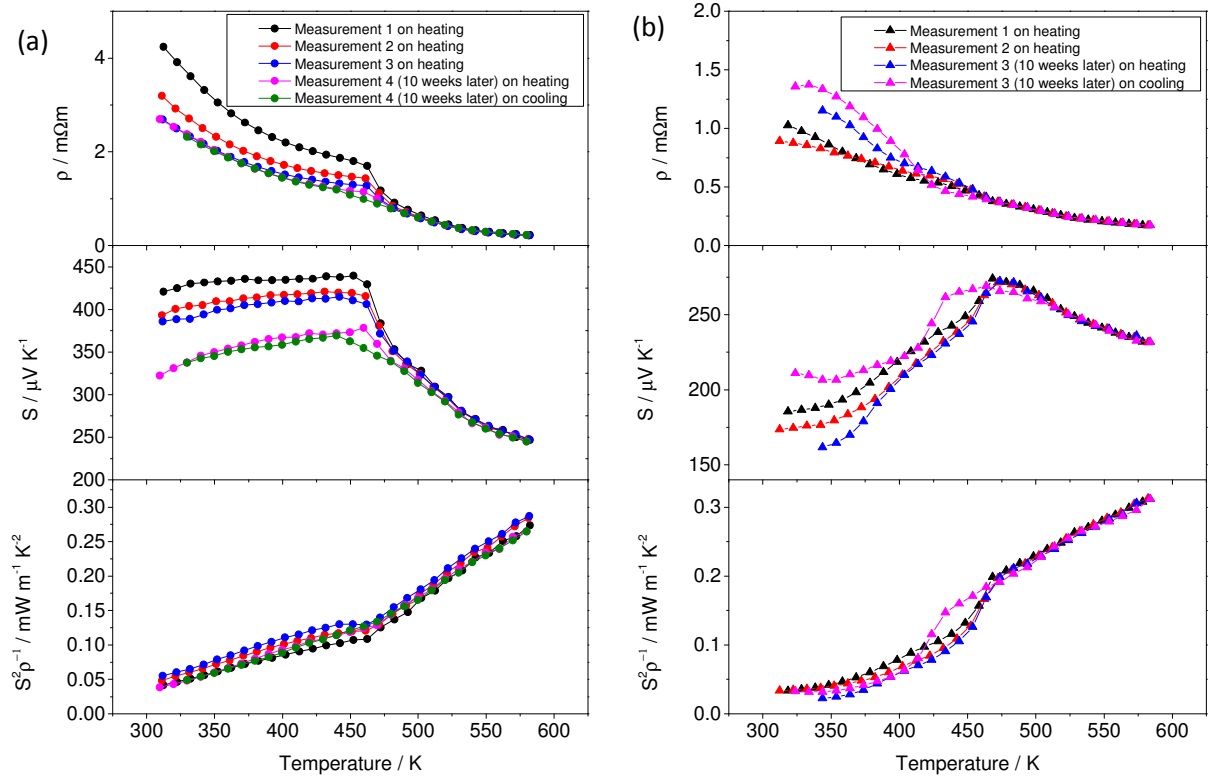 (a)
Measurement 1 on heating
Measurement 2 on heating
Measurement 3 on heating
Measurement 4 (10 weeks later) on heating
Measurement 4 (10 weeks later) on cooling
4
2
0
ρ / mΩm
450
400
350
300
250
200
S / μV K⁻¹
0.30
0.25
0.20
0.15
0.10
0.05
0.00
S²ρ⁻¹ / mW m⁻¹ K⁻²
300 350 400 450 500 550 600
Temperature / K
(b)
Measurement 1 on heating
Measurement 2 on heating
Measurement 3 (10 weeks later) on heating
Measurement 3 (10 weeks later) on cooling
2.0
1.5
1.0
0.5
0.0
ρ / mΩm
250
200
150
S / μV K⁻¹
0.3
0.2
0.1
0.0
S²ρ⁻¹ / mW m⁻¹ K⁻²
300 350 400 450 500 550 600
Temperature / K